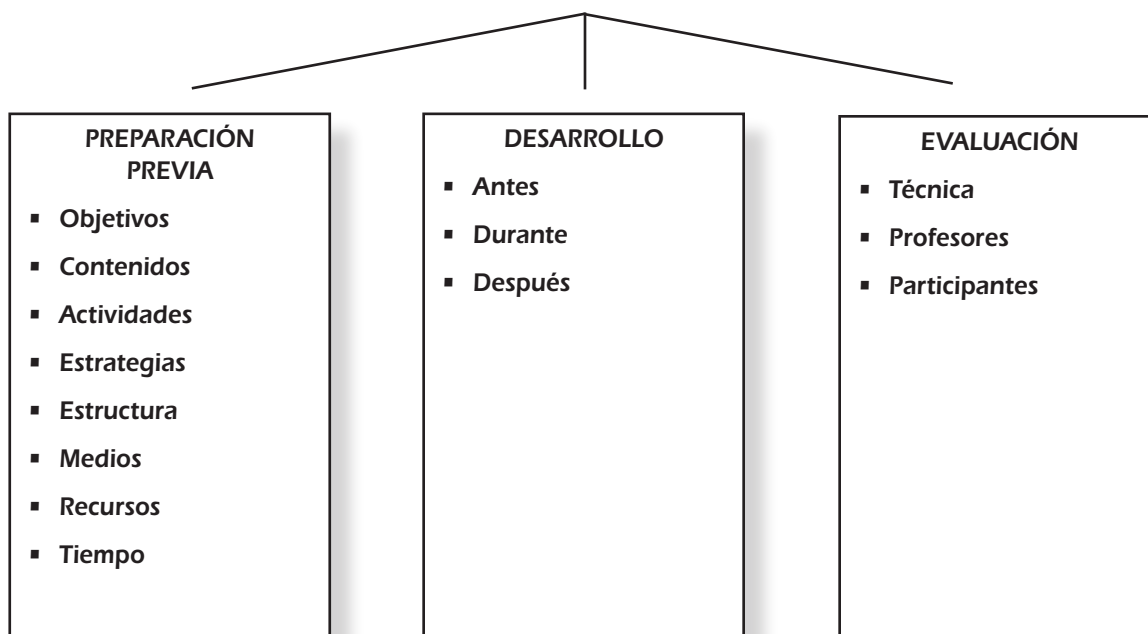 PREPARACIÓN
PREVIA
▪ Objetivos
▪ Contenidos
▪ Actividades
▪ Estrategias
▪ Estructura
▪ Medios
▪ Recursos
▪ Tiempo
DESARROLLO
▪ Antes
▪ Durante
▪ Después
EVALUACIÓN
▪ Técnica
▪ Profesores
▪ Participantes